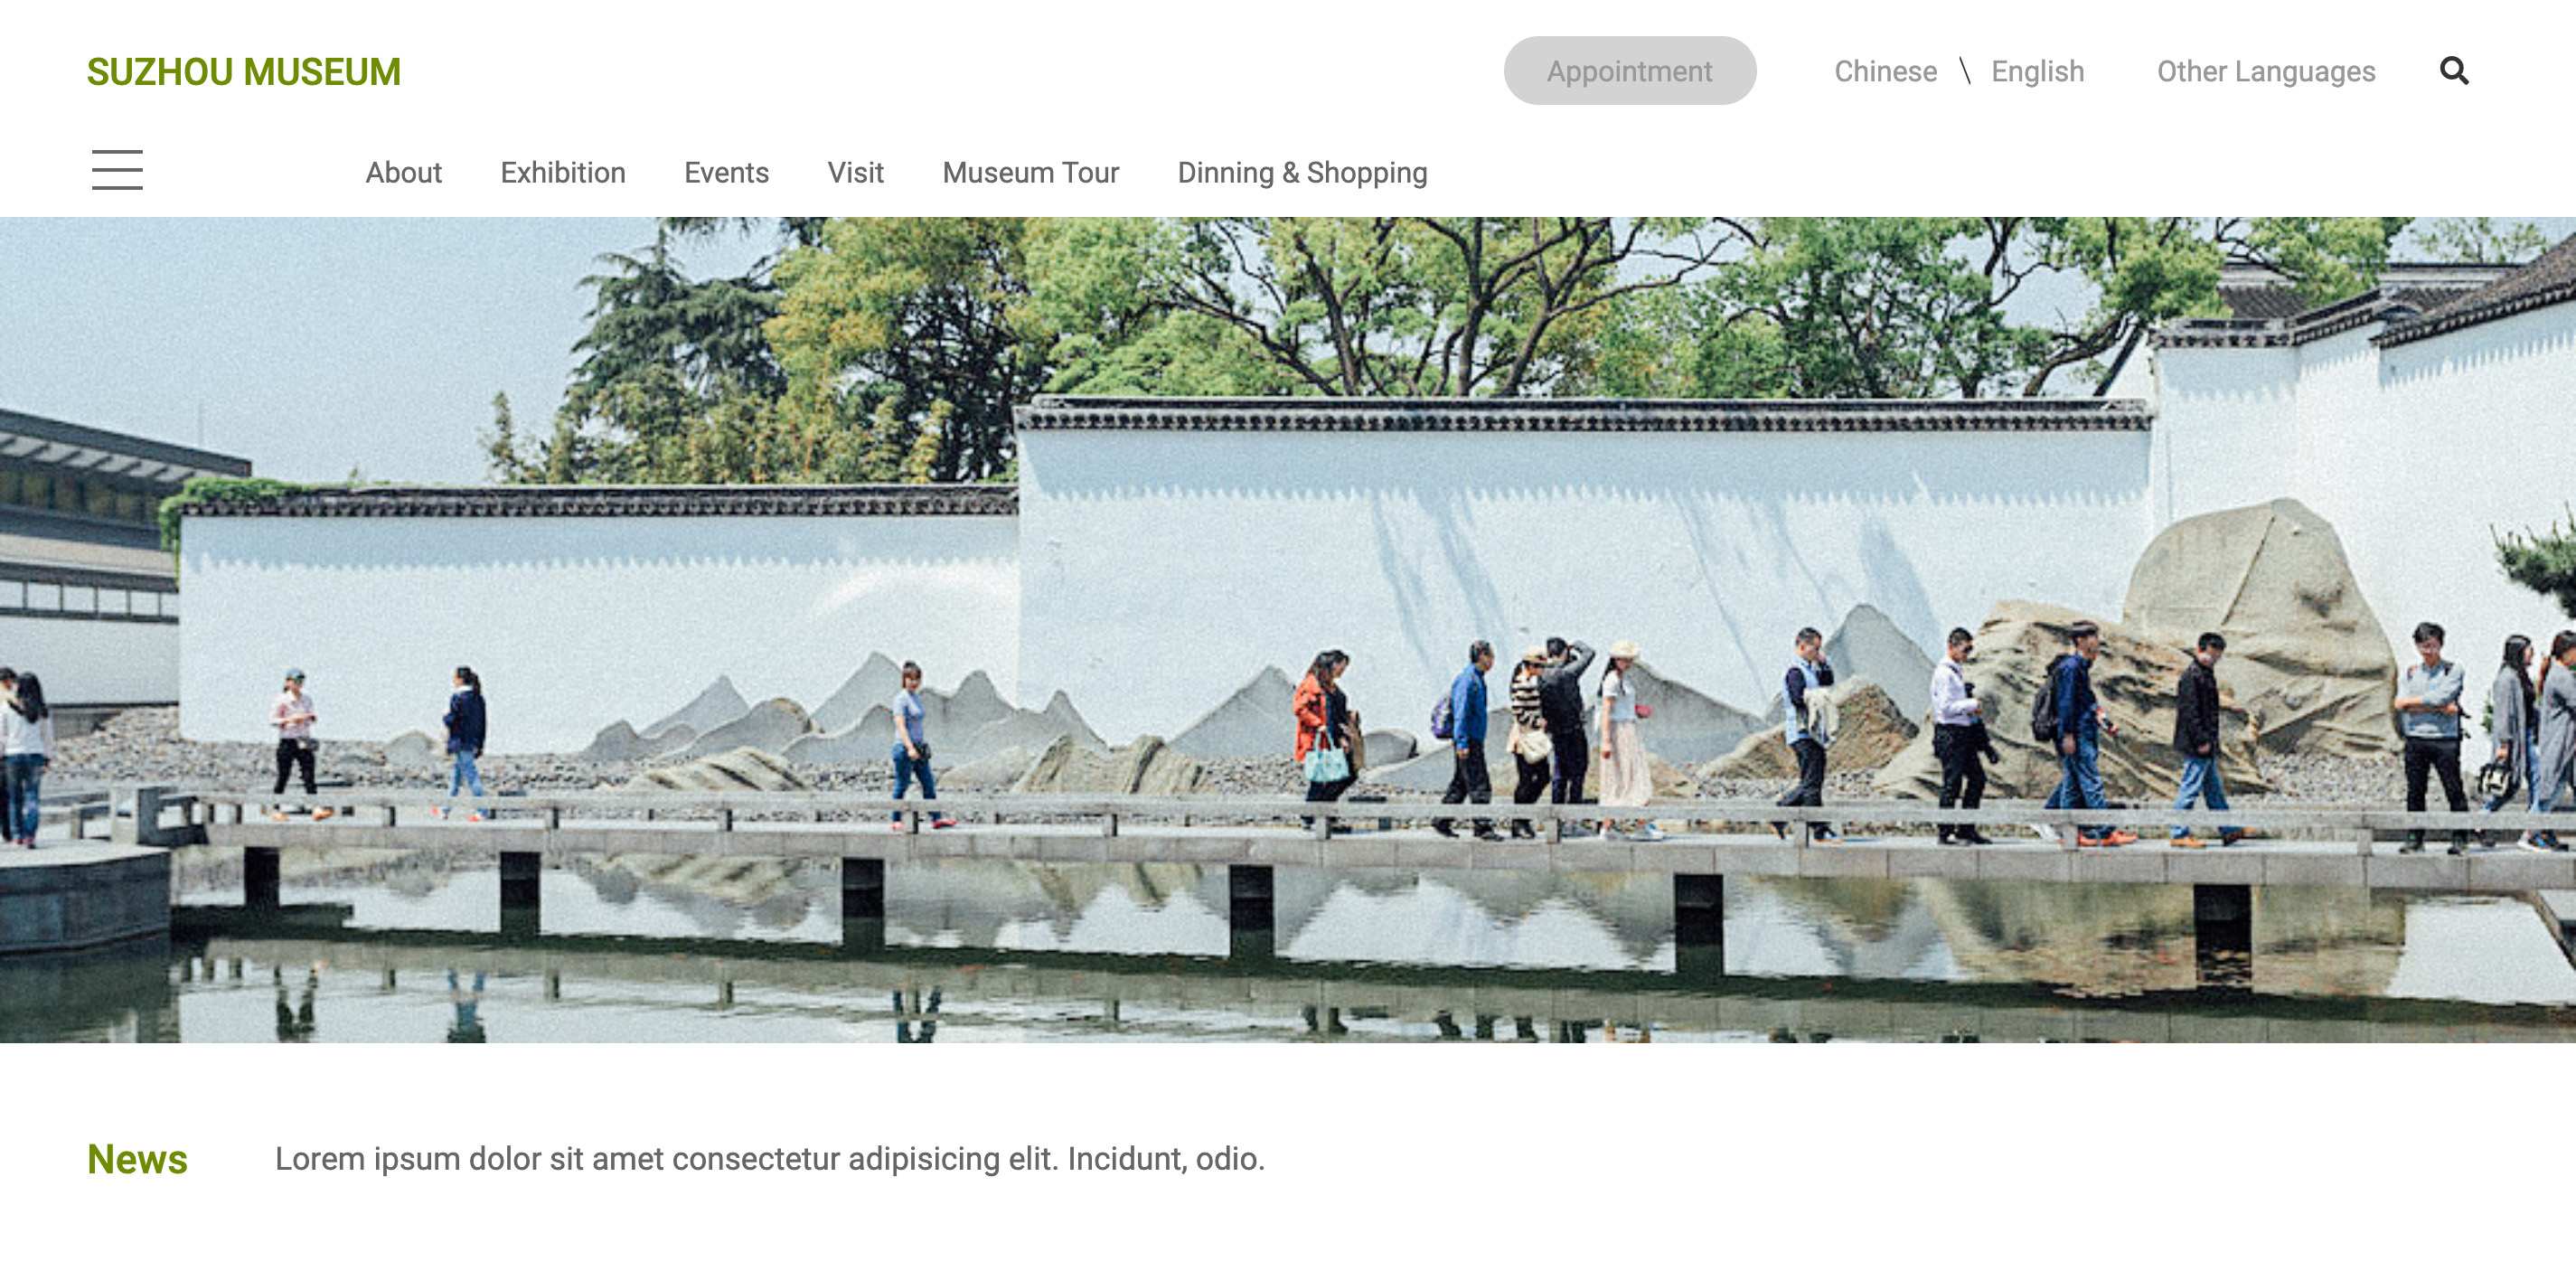 SUZHOU MUSEUM
Appointment
Chinese \ English
Other Languages
About Exhibition Events Visit Museum Tour Dinning & Shopping
News Lorem ipsum dolor sit amet consectetur adipisicing elit. Incidunt, odio.